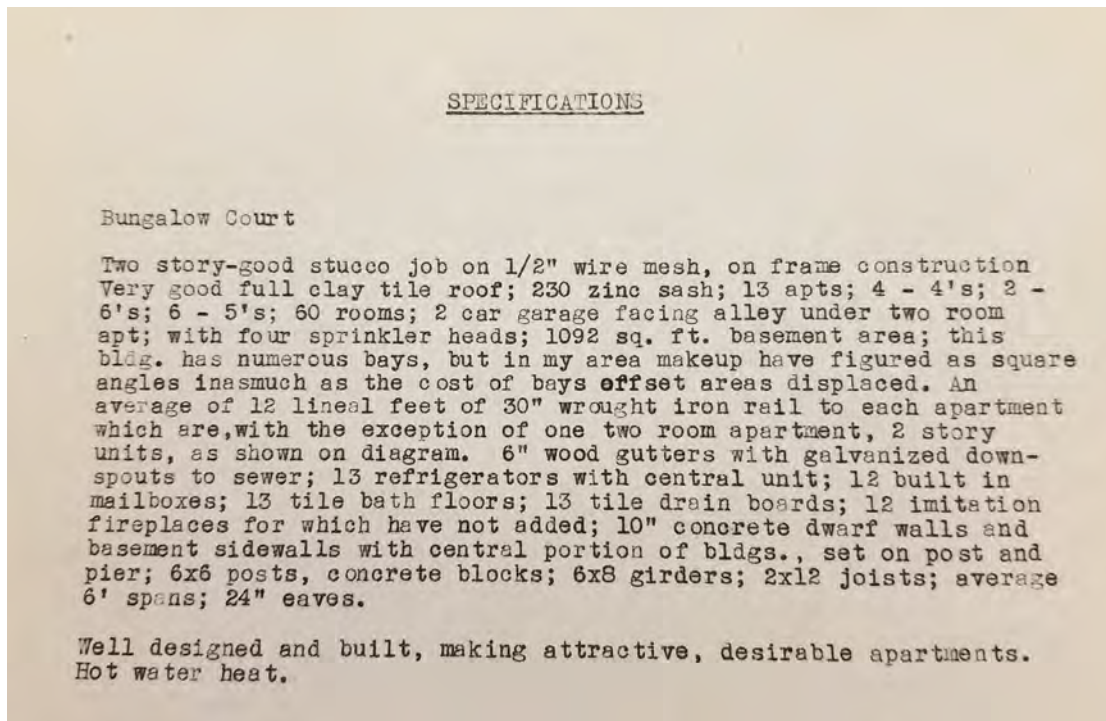 SPECIFICATIONS
Bungalow Court
Two story-good stucco job on 1/2" wire mesh, on frame construction
Very good full clay tile roof; 230 zinc sash; 13 apts; 4 - 4's; 2 -
6's; 6 - 5's; 60 rooms; 2 car garage facing alley under two room
apt; with four sprinkler heads; 1092 sq. ft. basement area; this
bldg. has numerous bays, but in my area makeup have figured as square
angles inasmuch as the cost of bays offset areas displaced. An
average of 12 lineal feet of 30" wrought iron rail to each apartment
which are,with the exception of one two room apartment, 2 story
units, as shown on diagram. 6" wood gutters with galvanized down-
spouts to sewer; 13 refrigerators with central unit; 12 built in
mailboxes; 13 tile bath floors; 13 tile drain boards; 12 imitation
fireplaces for which have not added; 10" concrete dwarf walls and
basement sidewalls with central portion of bldgs., set on post and
pier; 6x6 posts, concrete blocks; 6x8 girders; 2x12 joists; average
6' spans; 24" eaves.
Well designed and built, making attractive, desirable apartments.
Hot water heat.